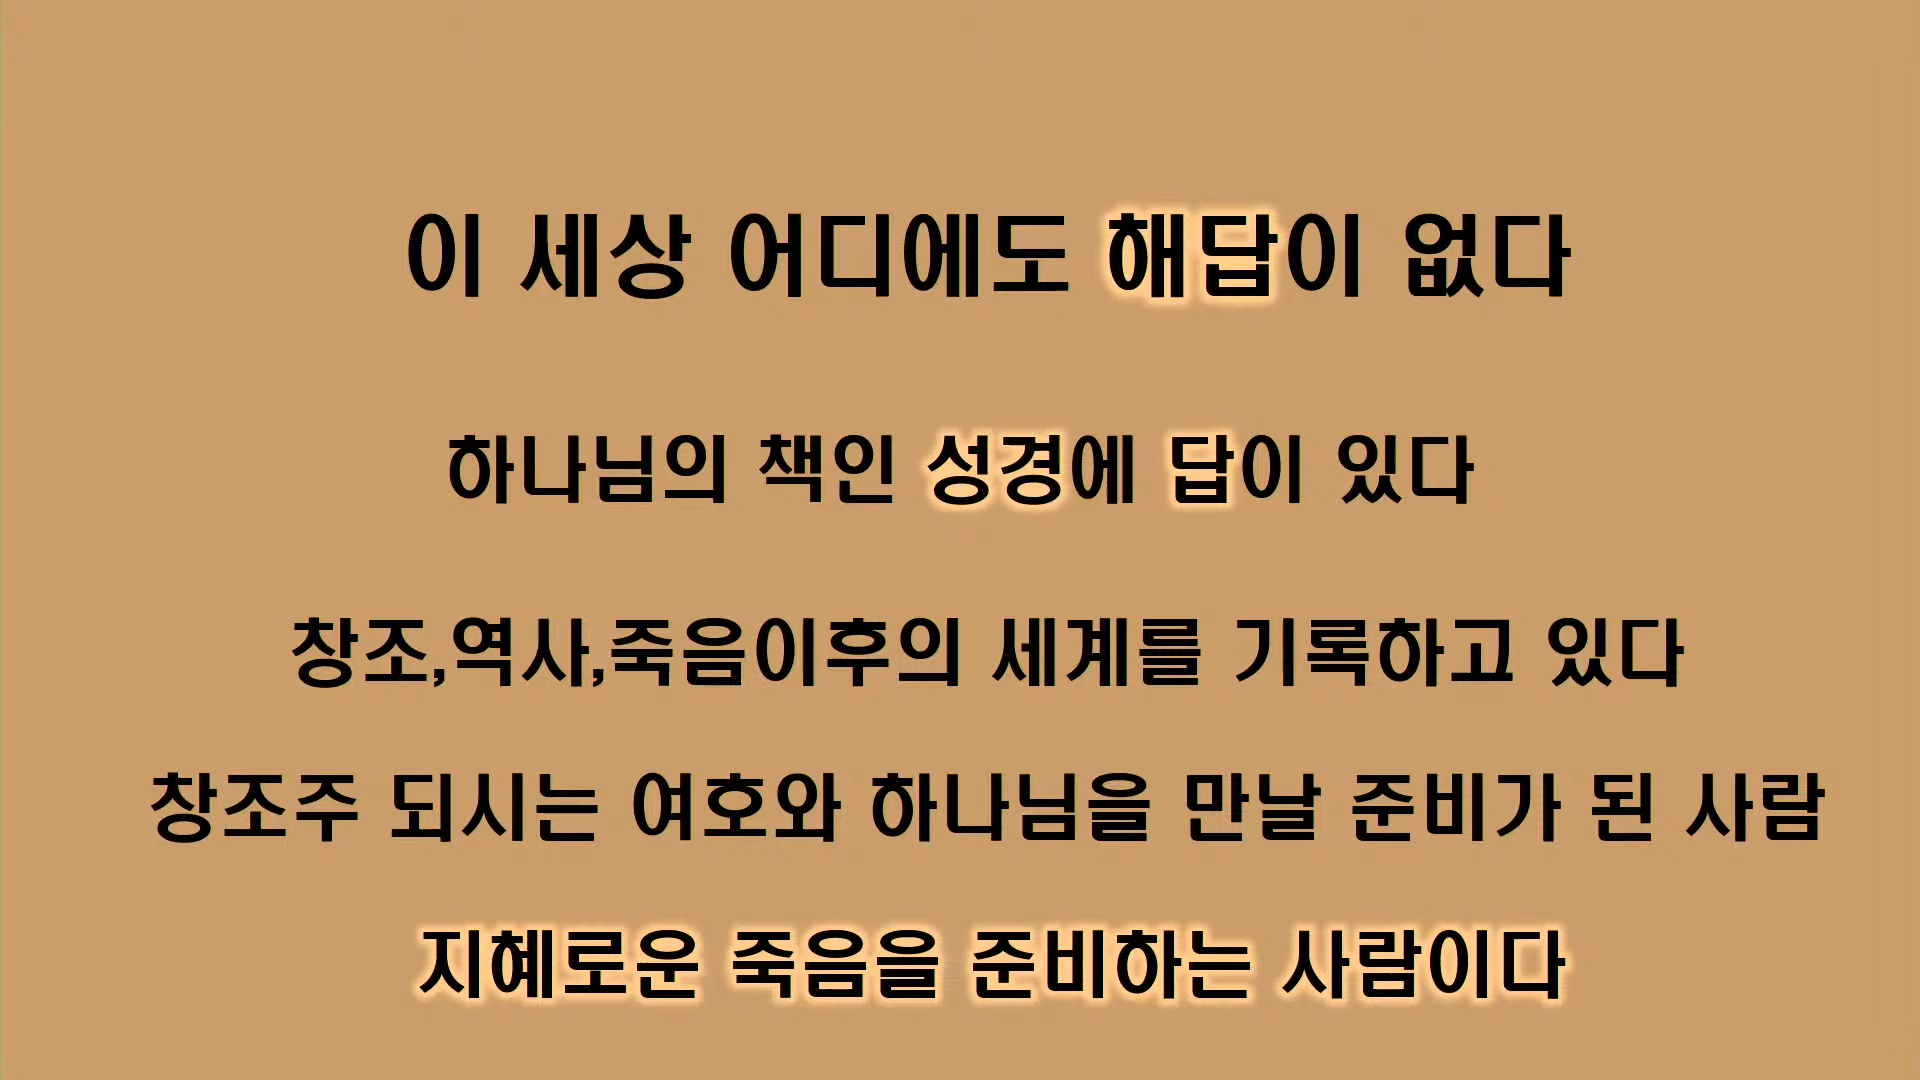 이 세상 어디에도 해답이 없다
하나님의 책인 성경에 답이 있다
창조,역사,죽음이후의 세계를 기록하고 있다
창조주 되시는 여호와 하나님을 만날 준비가 된 사람
지혜로운 죽음을 준비하는 사람이다